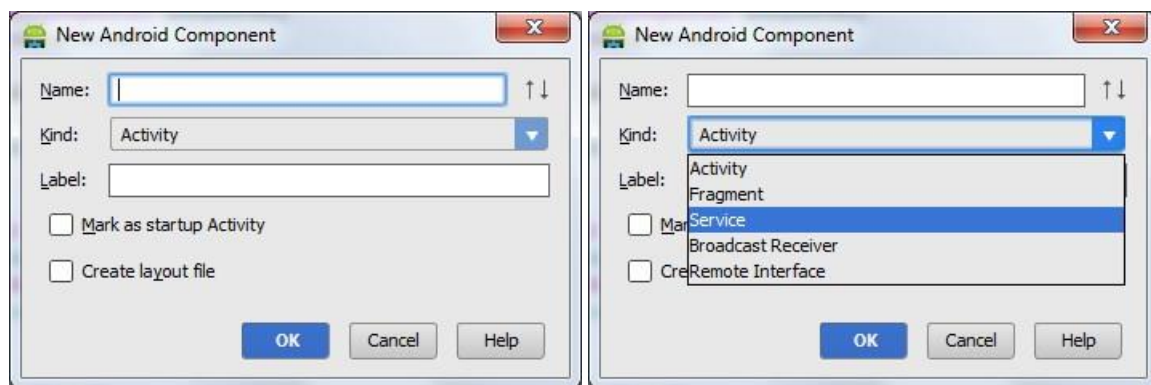 New Android Component
Name:
Kind: Activity
Label:
Mark as startup Activity
Create layout file
OK Cancel Help
New Android Component
Name:
Kind: Activity
Label:
Activity
Fragment
Mar
Service
Broadcast Receiver
Cre
Remote Interface
OK Cancel Help